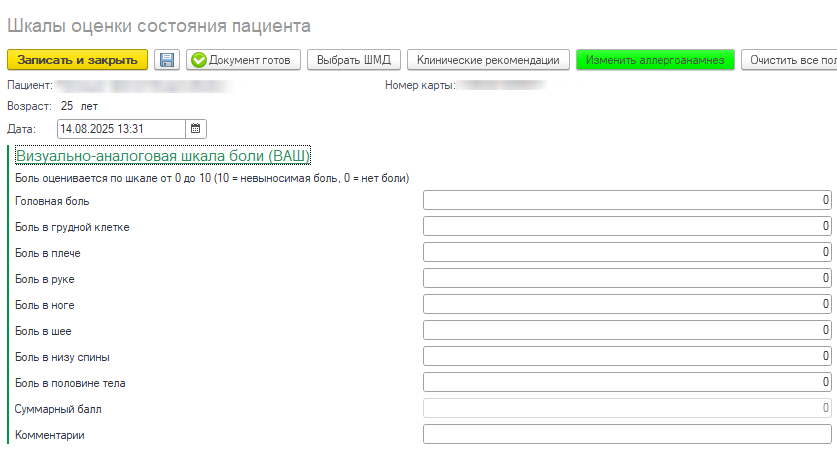 Шкалы оценки состояния пациента
Записать и закрыть Документ готов Выбрать ШМД Клинические рекомендации Изменить аллергоанамнез Очистить все пол
Пациент: Номер карты:
Возраст: 25 лет
Дата: 14.08.2025 13:31
Визуально-аналоговая шкала боли (ВАШ)
Боль оценивается по шкале от 0 до 10 (10 = невыносимая боль, 0 = нет боли)
Головная боль 0
Боль в грудной клетке 0
Боль в плече 0
Боль в руке 0
Боль в ноге 0
Боль в шее 0
Боль в низу спины 0
Боль в половине тела 0
Суммарный балл 0
Комментарии